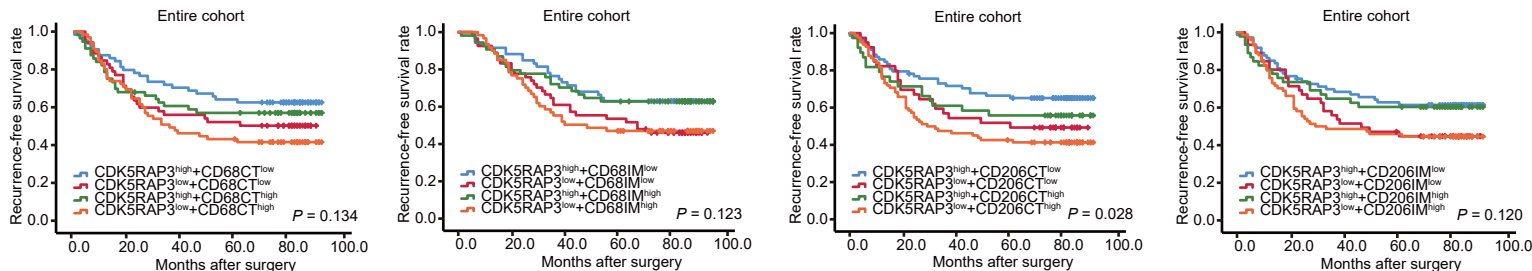 Entire cohort
Recurrence-free survival rate
1.0
0.8
0.6
0.4
0.2
0.0
CDK5RAP3high+CD68CTlow
CDK5RAP3low+CD68CTlow
CDK5RAP3high+CD68CThigh
CDK5RAP3low+CD68CThigh
P = 0.134
0.0 20.0 40.0 60.0 80.0 100.0
Months after surgery
Entire cohort
Recurrence-free survival rate
1.0
0.8
0.6
0.4
0.2
0.0
CDK5RAP3high+CD68IMlow
CDK5RAP3low+CD68IMlow
CDK5RAP3high+CD68IMhigh
CDK5RAP3low+CD68IMhigh
P = 0.123
0.0 20.0 40.0 60.0 80.0 100.0
Months after surgery
Entire cohort
Recurrence-free survival rate
1.0
0.8
0.6
0.4
0.2
0.0
CDK5RAP3high+CD206CTlow
CDK5RAP3low+CD206CTlow
CDK5RAP3high+CD206CThigh
CDK5RAP3low+CD206CThigh
P = 0.028
0.0 20.0 40.0 60.0 80.0 100.0
Months after surgery
Entire cohort
Recurrence-free survival rate
1.0
0.8
0.6
0.4
0.2
0.0
CDK5RAP3high+CD206IMlow
CDK5RAP3low+CD206IMlow
CDK5RAP3high+CD206IMhigh
CDK5RAP3low+CD206IMhigh
P = 0.120
0.0 20.0 40.0 60.0 80.0 100.0
Months after surgery